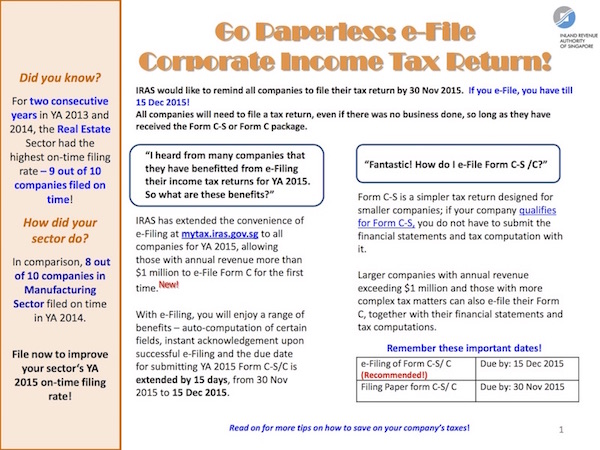 Go Paperless: e-File
Corporate Income Tax Return!
INLAND REVENUE
AUTHORITY
OF SINGAPORE
Did you know?
For two consecutive
years in YA 2013 and
2014, the Real Estate
Sector had the
highest on-time filing
rate – 9 out of 10
companies filed on
time!
How did your
sector do?
In comparison, 8 out
of 10 companies in
Manufacturing
Sector filed on time
in YA 2014.
File now to improve
your sector's YA
2015 on-time filing
rate!
IRAS would like to remind all companies to file their tax return by 30 Nov 2015. If you e-File, you have till
15 Dec 2015!
All companies will need to file a tax return, even if there was no business done, so long as they have
received the Form C-S or Form C package.
“I heard from many companies that
they have benefitted from e-Filing
their income tax returns for YA 2015.
So what are these benefits?”
IRAS has extended the convenience of
e-Filing at mytax.iras.gov.sg to all
companies for YA 2015, allowing
those with annual revenue more than
$1 million to e-File Form C for the first
time.New!
With e-Filing, you will enjoy a range of
benefits – auto-computation of certain
fields, instant acknowledgement upon
successful e-Filing and the due date
for submitting YA 2015 Form C-S/C is
extended by 15 days, from 30 Nov
2015 to 15 Dec 2015.
“Fantastic! How do I e-File Form C-S /C?”
Form C-S is a simpler tax return designed for
smaller companies; if your company qualifies
for Form C-S, you do not have to submit the
financial statements and tax computation with
it.
Larger companies with annual revenue
exceeding $1 million and those with more
complex tax matters can also e-file their Form
C, together with their financial statements and
tax computations.
Remember these important dates!
e-Filing of Form C-S/ C Due by: 15 Dec 2015
(Recommended!)
Filing Paper form C-S/ C Due by: 30 Nov 2015
Read on for more tips on how to save on your company's taxes!
1